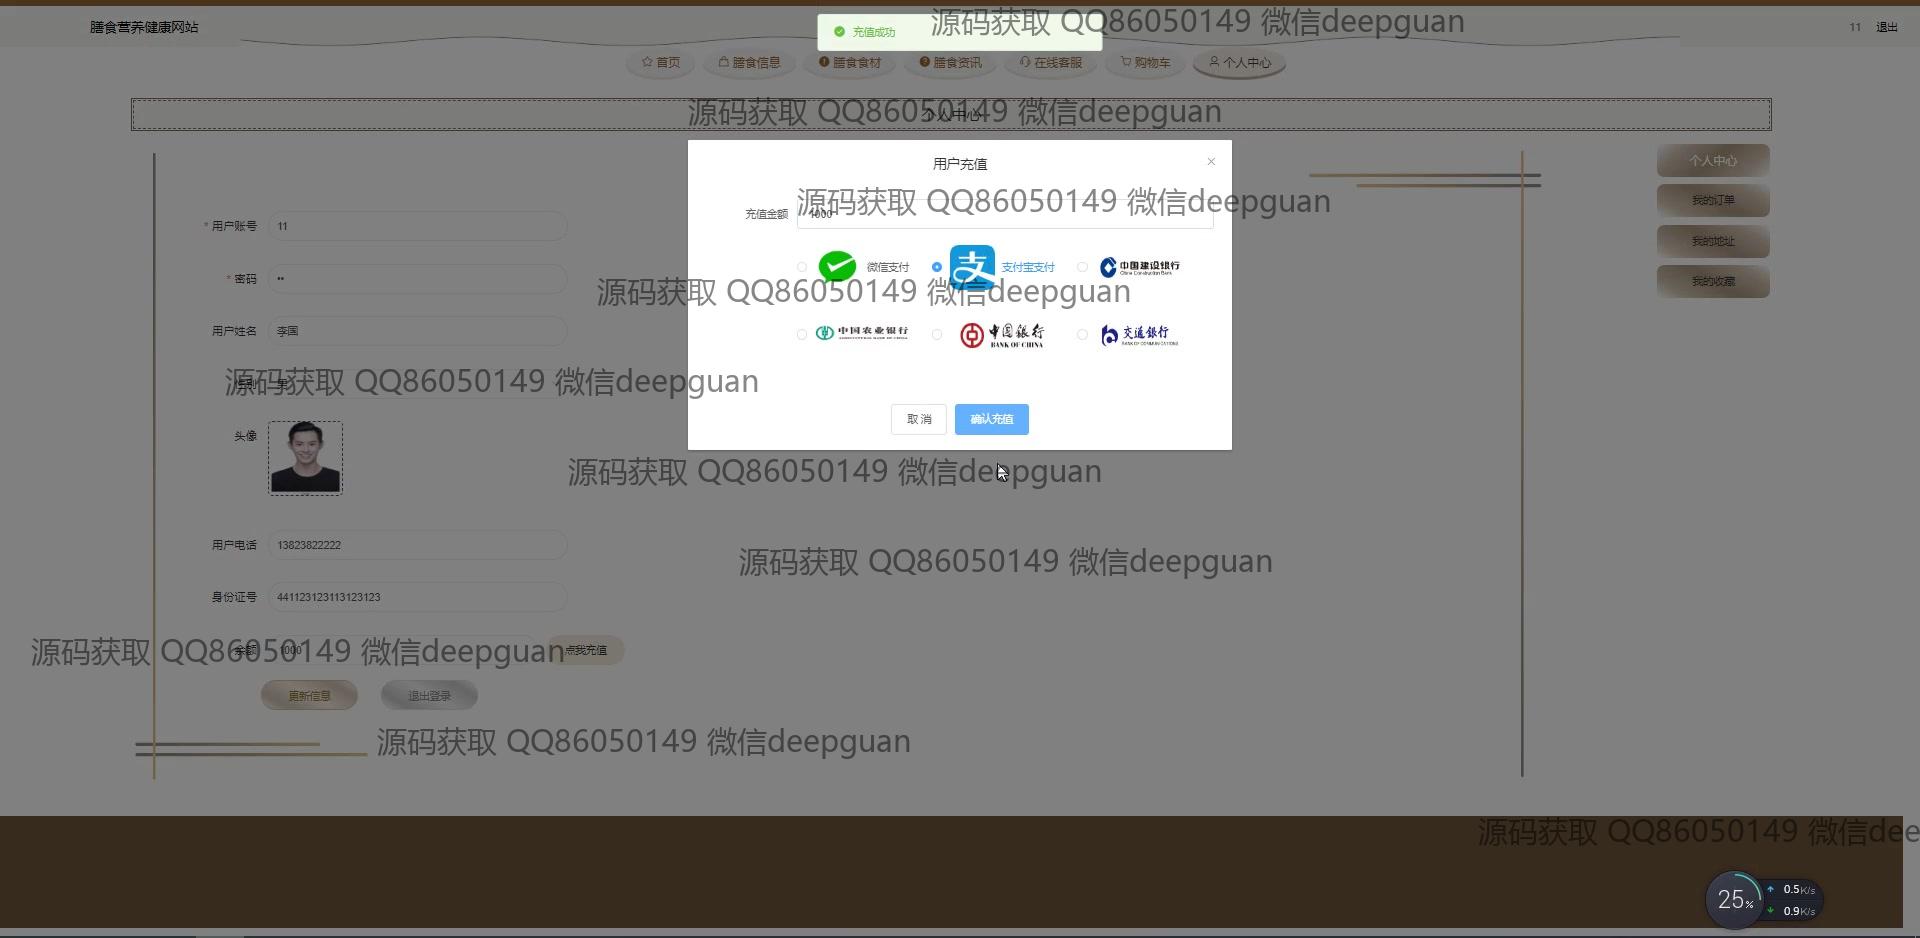 膳食营养健康网站
充值成功
源码获取 QQ86050149 微信deepguan
11 退出
首页 膳食信息 膳食食材 膳食资讯 在线客服 购物车 个人中心
源码获取 QQ86050149 微信deepguan
个人中心
用户充值
个人中心
源码获取 QQ86050149 微信deepguan
充值金额 1000
我的订单
用户账号 11
我的地址
微信支付 支付宝支付 中国建设银行 China Construction Bank
密码 ••
我的收藏
源码获取 QQ86050149 微信deepguan
用户姓名 李国
中国农业银行 AGRICULTURAL BANK OF CHINA 中国银行 BANK OF CHINA 交通银行 BANK OF COMMUNICATIONS
源码获取 QQ86050149 微信deepguan
性别 男
取消 确认充值
头像
源码获取 QQ86050149 微信deepguan
用户电话 13823822222
源码获取 QQ86050149 微信deepguan
身份证号 441123123113123123
源码获取 QQ86050149 微信deepguan
余额 1000 点我充值
更新信息 退出登录
源码获取 QQ86050149 微信deepguan
源码获取 QQ86050149 微信dee
25% 0.5K/s
0.9K/s